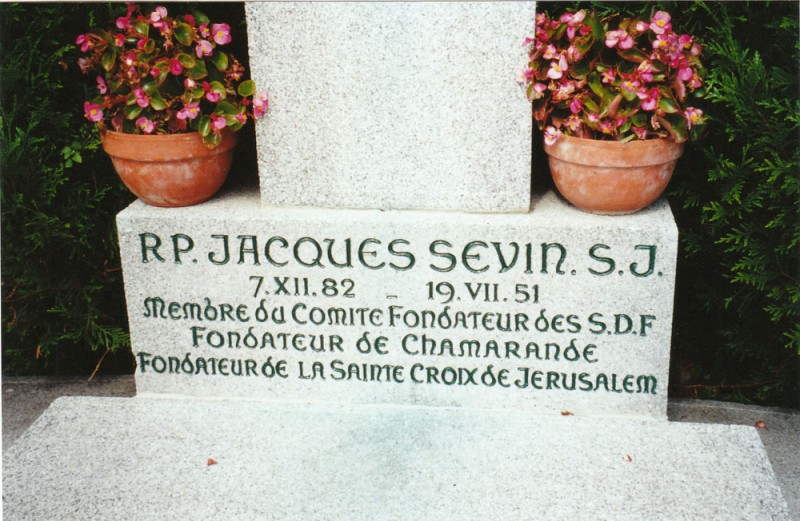 R P. JACQUES SEVIN. S. J.
7. XII. 82 - 19. VII. 51
MEMBRE DU COMITE FONDATEUR DES S.D.F
FONDATEUR DE CHAMARANDE
FONDATEUR DE LA SAINTE CROIX DE JERUSALEM